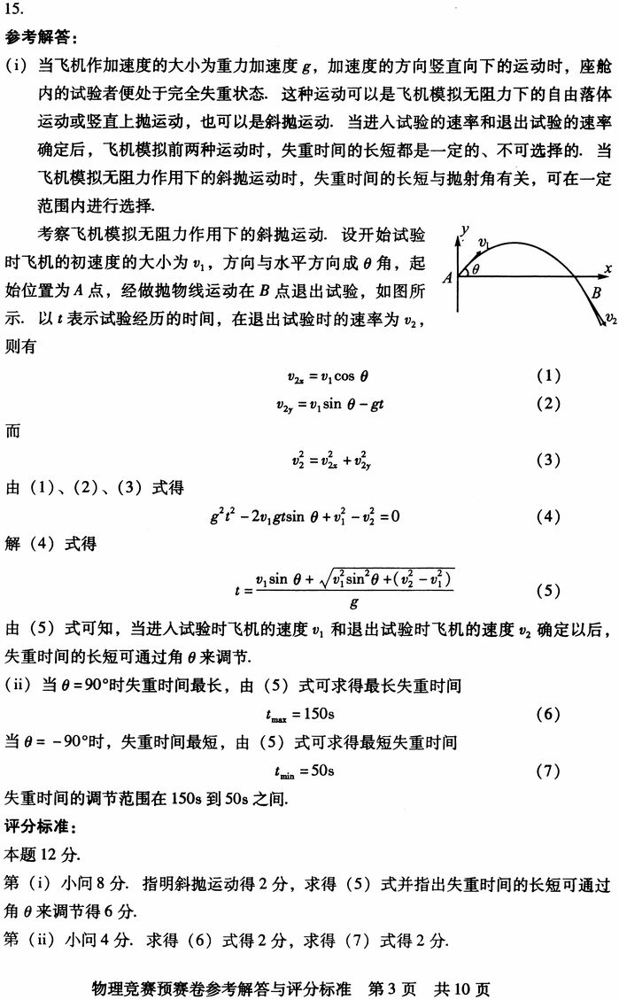 15.
参考解答：
（i）当飞机作加速度的大小为重力加速度 g，加速度的方向竖直向下的运动时，座舱
内的试验者便处于完全失重状态. 这种运动可以是飞机模拟无阻力下的自由落体
运动或竖直上抛运动，也可以是斜抛运动. 当进入试验的速率和退出试验的速率
确定后，飞机模拟前两种运动时，失重时间的长短都是一定的、不可选择的. 当
飞机模拟无阻力作用下的斜抛运动时，失重时间的长短与抛射角有关，可在一定
范围内进行选择.
考察飞机模拟无阻力作用下的斜抛运动. 设开始试验
时飞机的初速度的大小为 v₁，方向与水平方向成 θ 角，起
始位置为 A 点，经做抛物线运动在 B 点退出试验，如图所
示. 以 t 表示试验经历的时间，在退出试验时的速率为 v₂，
则有
y
v₁
A θ x
B
v₂
v₂ₓ = v₁cos θ （1）
v_{2y} = v₁sin θ − gt （2）
而
v₂² = v₂ₓ² + v_{2y}² （3）
由（1）、（2）、（3）式得
g²t² − 2v₁gtsin θ + v₁² − v₂² = 0 （4）
解（4）式得
t = \frac{v₁sin θ + \sqrt{v₁²sin²θ + (v₂² − v₁²)}}{g} （5）
由（5）式可知，当进入试验时飞机的速度 v₁ 和退出试验时飞机的速度 v₂ 确定以后，
失重时间的长短可通过角 θ 来调节.
（ii）当 θ = 90°时失重时间最长，由（5）式可求得最长失重时间
t_{max} = 150s （6）
当 θ = −90°时，失重时间最短，由（5）式可求得最短失重时间
t_{min} = 50s （7）
失重时间的调节范围在 150s 到 50s 之间.
评分标准：
本题 12 分.
第（i）小问 8 分. 指明斜抛运动得 2 分，求得（5）式并指出失重时间的长短可通过
角 θ 来调节得 6 分.
第（ii）小问 4 分. 求得（6）式得 2 分，求得（7）式得 2 分.
物理竞赛预赛卷参考解答与评分标准 第 3 页 共 10 页